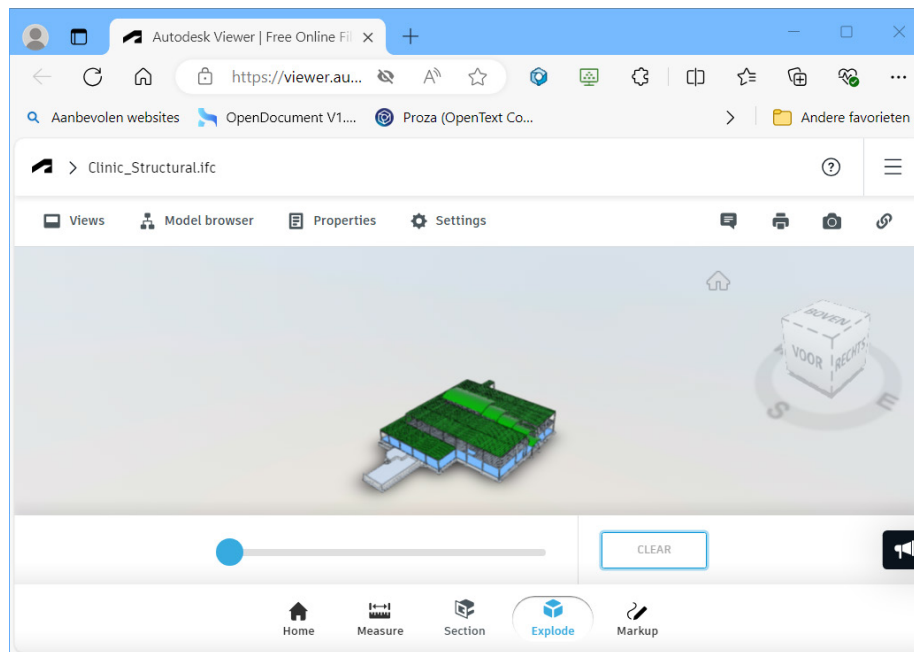 Autodesk Viewer | Free Online Fil
https://viewer.au...
Aanbevolen websites
OpenDocument V1....
Proza (OpenText Co...
Andere favorieten
Clinic_Structural.ifc
Views
Model browser
Properties
Settings
BOVEN
VOOR
RECHTS
S
E
CLEAR
Home
Measure
Section
Explode
Markup